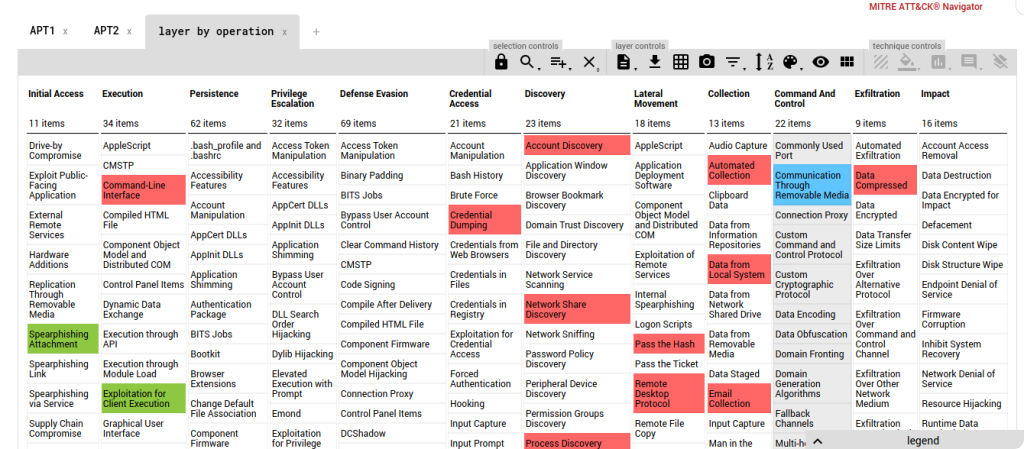 MITRE ATT&CK® Navigator
APT1 x
APT2 x
layer by operation x
+
selection controls
layer controls
technique controls
Initial Access
11 items
Drive-by
Compromise
Exploit Public-
Facing
Application
External
Remote
Services
Hardware
Additions
Replication
Through
Removable
Media
Spearphishing
Attachment
Spearphishing
Link
Spearphishing
via Service
Supply Chain
Compromise
Execution
34 items
AppleScript
CMSTP
Command-Line
Interface
Compiled HTML
File
Component Object
Model and
Distributed COM
Control Panel Items
Dynamic Data
Exchange
Execution through
API
Execution through
Module Load
Exploitation for
Client Execution
Graphical User
Interface
Persistence
62 items
.bash_profile and
.bashrc
Accessibility
Features
Account
Manipulation
AppCert DLLs
AppInit DLLs
Application
Shimming
Authentication
Package
BITS Jobs
Bootkit
Browser
Extensions
Change Default
File Association
Component
Firmware
Privilege
Escalation
32 items
Access Token
Manipulation
Accessibility
Features
AppCert DLLs
AppInit DLLs
Application
Shimming
Bypass User
Account
Control
DLL Search
Order
Hijacking
Dylib Hijacking
Elevated
Execution with
Prompt
Emond
Exploitation
for Privilege
Defense Evasion
69 items
Access Token
Manipulation
Binary Padding
BITS Jobs
Bypass User Account
Control
Clear Command History
CMSTP
Code Signing
Compile After Delivery
Compiled HTML File
Component Firmware
Component Object
Model Hijacking
Connection Proxy
Control Panel Items
DCShadow
Credential
Access
21 items
Account
Manipulation
Bash History
Brute Force
Credential
Dumping
Credentials from
Web Browsers
Credentials in
Files
Credentials in
Registry
Exploitation for
Credential
Access
Forced
Authentication
Hooking
Input Capture
Input Prompt
Discovery
23 items
Account Discovery
Application Window
Discovery
Browser Bookmark
Discovery
Domain Trust Discovery
File and Directory
Discovery
Network Service
Scanning
Network Share
Discovery
Network Sniffing
Password Policy
Discovery
Peripheral Device
Discovery
Permission Groups
Discovery
Process Discovery
Lateral
Movement
18 items
AppleScript
Application
Deployment
Software
Component
Object Model
and Distributed
COM
Exploitation of
Remote
Services
Internal
Spearphishing
Logon Scripts
Pass the Hash
Pass the Ticket
Remote
Desktop
Protocol
Remote File
Copy
Collection
13 items
Audio Capture
Automated
Collection
Clipboard
Data
Data from
Information
Repositories
Data from
Local System
Data from
Network
Shared Drive
Data from
Removable
Media
Data Staged
Email
Collection
Input Capture
Man in the
Command And
Control
22 items
Commonly Used
Port
Communication
Through
Removable Media
Connection Proxy
Custom
Command and
Control Protocol
Custom
Cryptographic
Protocol
Data Encoding
Data Obfuscation
Domain Fronting
Domain
Generation
Algorithms
Fallback
Channels
Exfiltration
9 items
Automated
Exfiltration
Data
Compressed
Data
Encrypted
Data Transfer
Size Limits
Exfiltration
Over
Alternative
Protocol
Exfiltration
Over
Command and
Control
Channel
Exfiltration
Over Other
Network
Medium
Exfiltration
Impact
16 items
Account Access
Removal
Data Destruction
Data Encrypted for
Impact
Defacement
Disk Content Wipe
Disk Structure Wipe
Endpoint Denial of
Service
Firmware
Corruption
Inhibit System
Recovery
Network Denial of
Service
Resource Hijacking
Runtime Data
legend